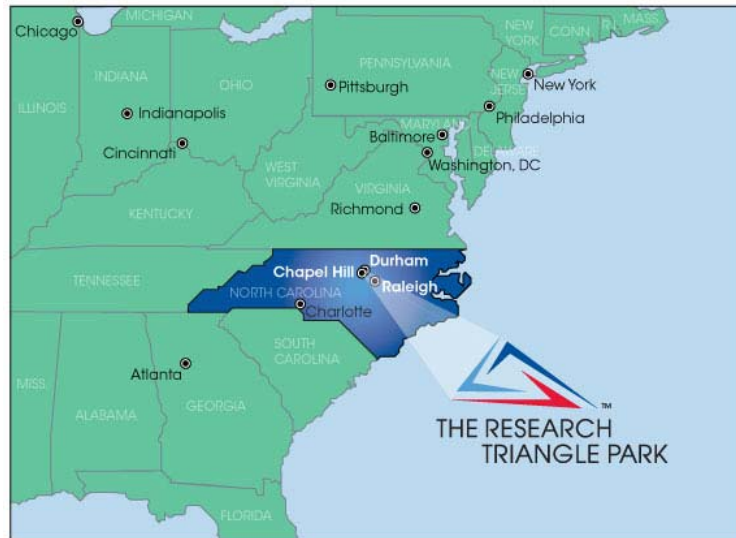 MICHIGAN
Chicago
NEW
YORK
CONN.
R.I.
MASS.
PENNSYLVANIA
INDIANA
OHIO
Pittsburgh
NEW
JERSEY
New York
ILLINOIS
Indianapolis
Philadelphia
MARYLAND
Baltimore
Cincinnati
DELAWARE
Washington, DC
WEST
VIRGINIA
VIRGINIA
KENTUCKY
Richmond
Durham
Chapel Hill
TENNESSEE
Raleigh
NORTH CAROLINA
Charlotte
SOUTH
CAROLINA
Atlanta
MISS.
ALABAMA
GEORGIA
TM
THE RESEARCH
TRIANGLE PARK
FLORIDA